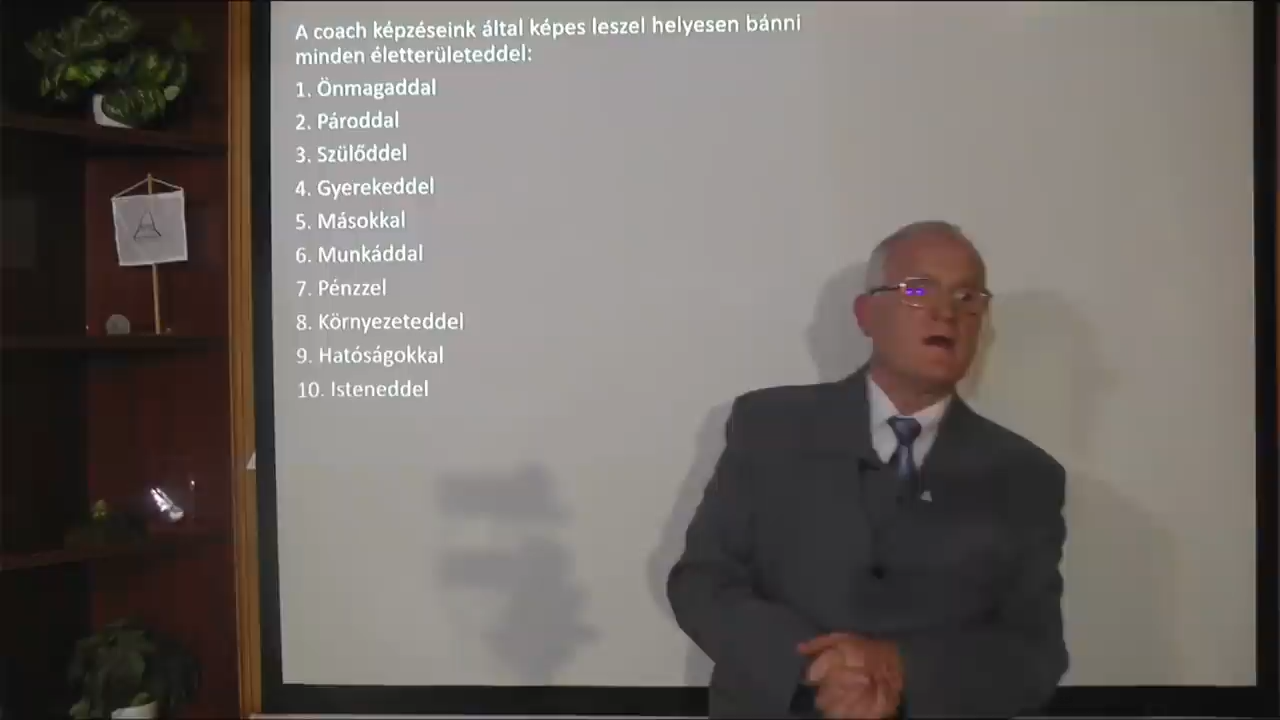 A coach képzéseink által képes leszel helyesen bánni
minden életterületeddel:
1. Önmagaddal
2. Pároddal
3. Szülőddel
4. Gyerekeddel
5. Másokkal
6. Munkáddal
7. Pénzzel
8. Környezeteddel
9. Hatóságokkal
10. Isteneddel